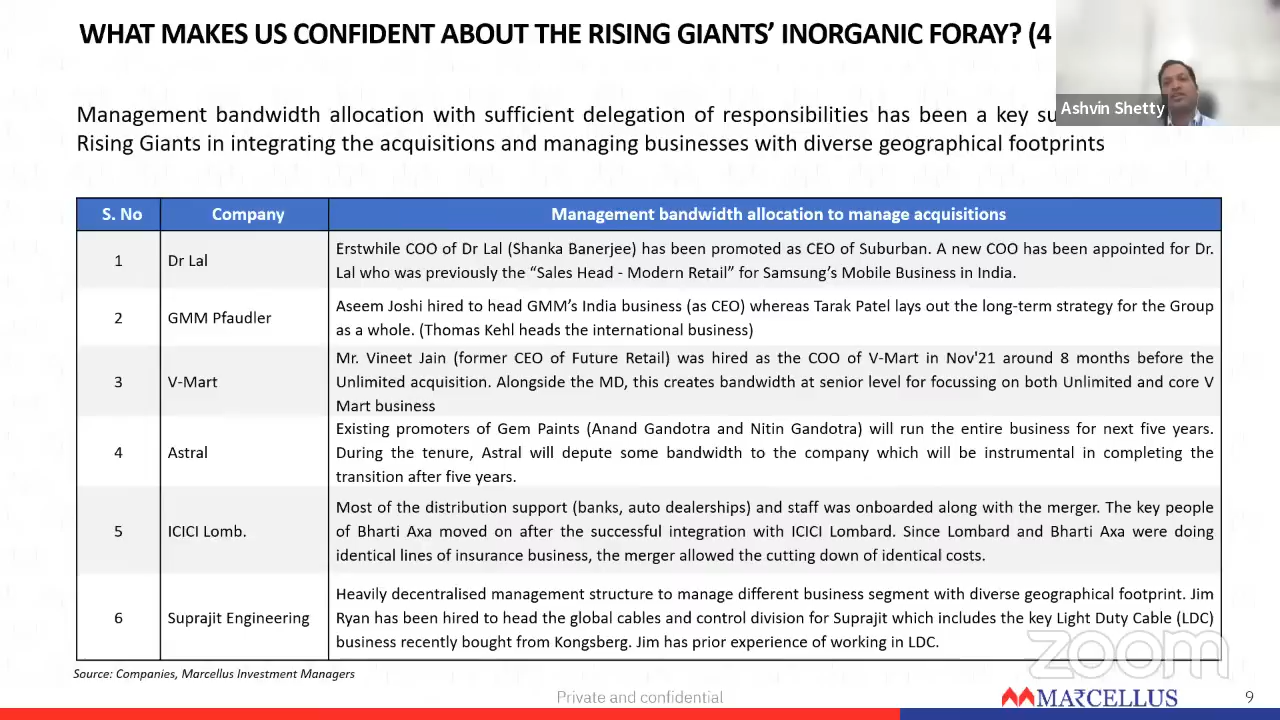 WHAT MAKES US CONFIDENT ABOUT THE RISING GIANTS' INORGANIC FORAY? (4
Ashvin Shetty
Management bandwidth allocation with sufficient delegation of responsibilities has been a key
Rising Giants in integrating the acquisitions and managing businesses with diverse geographical footprints
S. No Company Management bandwidth allocation to manage acquisitions
1 Dr Lal Erstwhile COO of Dr Lal (Shanka Banerjee) has been promoted as CEO of Suburban. A new COO has been appointed for Dr.
Lal who was previously the “Sales Head - Modern Retail” for Samsung’s Mobile Business in India.
2 GMM Pfaudler Aseem Joshi hired to head GMM’s India business (as CEO) whereas Tarak Patel lays out the long-term strategy for the Group
as a whole. (Thomas Kehl heads the international business)
3 V-Mart Mr. Vineet Jain (former CEO of Future Retail) was hired as the COO of V-Mart in Nov'21 around 8 months before the
Unlimited acquisition. Alongside the MD, this creates bandwidth at senior level for focussing on both Unlimited and core V
Mart business
4 Astral Existing promoters of Gem Paints (Anand Gandotra and Nitin Gandotra) will run the entire business for next five years.
During the tenure, Astral will depute some bandwidth to the company which will be instrumental in completing the
transition after five years.
5 ICICI Lomb. Most of the distribution support (banks, auto dealerships) and staff was onboarded along with the merger. The key people
of Bharti Axa moved on after the successful integration with ICICI Lombard. Since Lombard and Bharti Axa were doing
identical lines of insurance business, the merger allowed the cutting down of identical costs.
6 Suprajit Engineering Heavily decentralised management structure to manage different business segment with diverse geographical footprint. Jim
Ryan has been hired to head the global cables and control division for Suprajit which includes the key Light Duty Cable (LDC)
business recently bought from Kongsberg. Jim has prior experience of working in LDC.
zoom
Source: Companies, Marcellus Investment Managers
Private and confidential
MARCELLUS
9